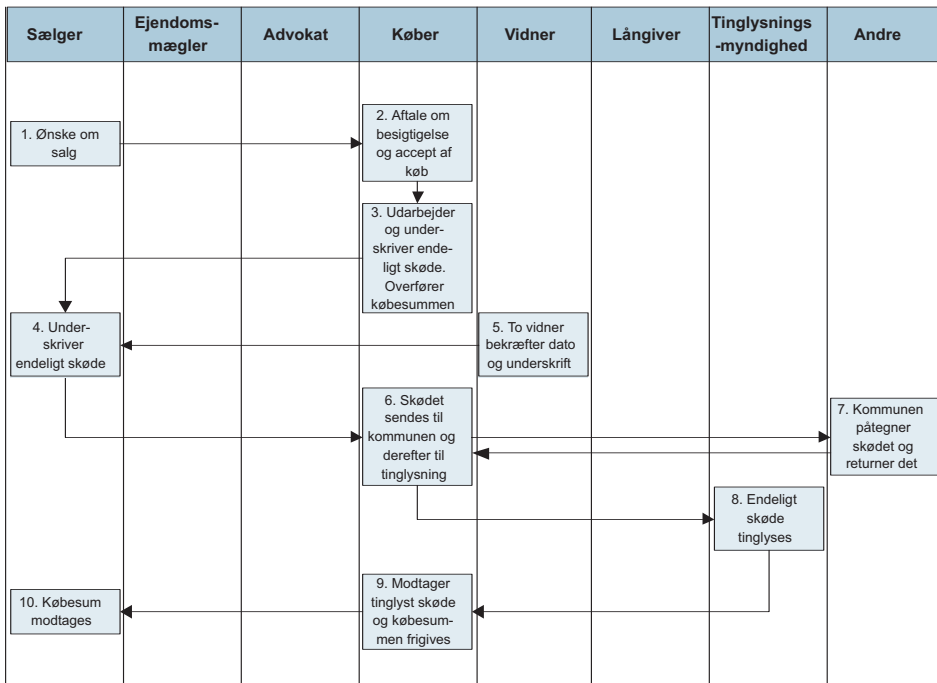 Sælger
Ejendoms-
mægler
Advokat
Køber
Vidner
Långiver
Tinglysnings
-myndighed
Andre
1. Ønske om
salg
2. Aftale om
besigtigelse
og accept af
køb
3. Udarbejder
og under-
skriver ende-
ligt skøde.
Overfører
købesummen
4. Under-
skriver
endeligt skøde
5. To vidner
bekræfter dato
og underskrift
6. Skødet
sendes til
kommunen og
derefter til
tinglysning
7. Kommunen
påtegner
skødet og
returner det
8. Endeligt
skøde
tinglyses
9. Modtager
tinglyst skøde
og købesum-
men frigives
10. Købesum
modtages